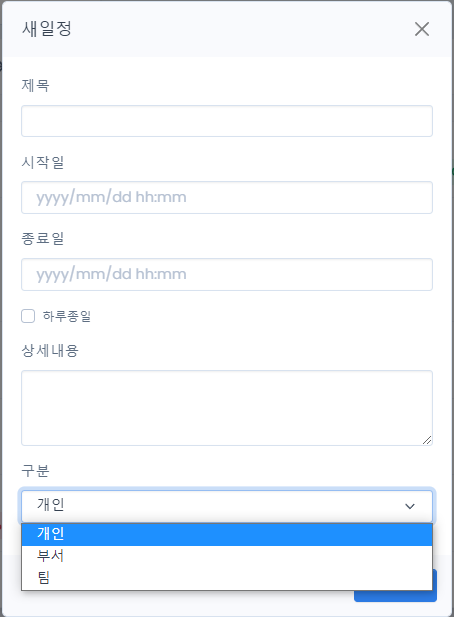 새일정
제목
시작일
yyyy/mm/dd hh:mm
종료일
yyyy/mm/dd hh:mm
하루종일
상세내용
구분
개인
개인
부서
팀